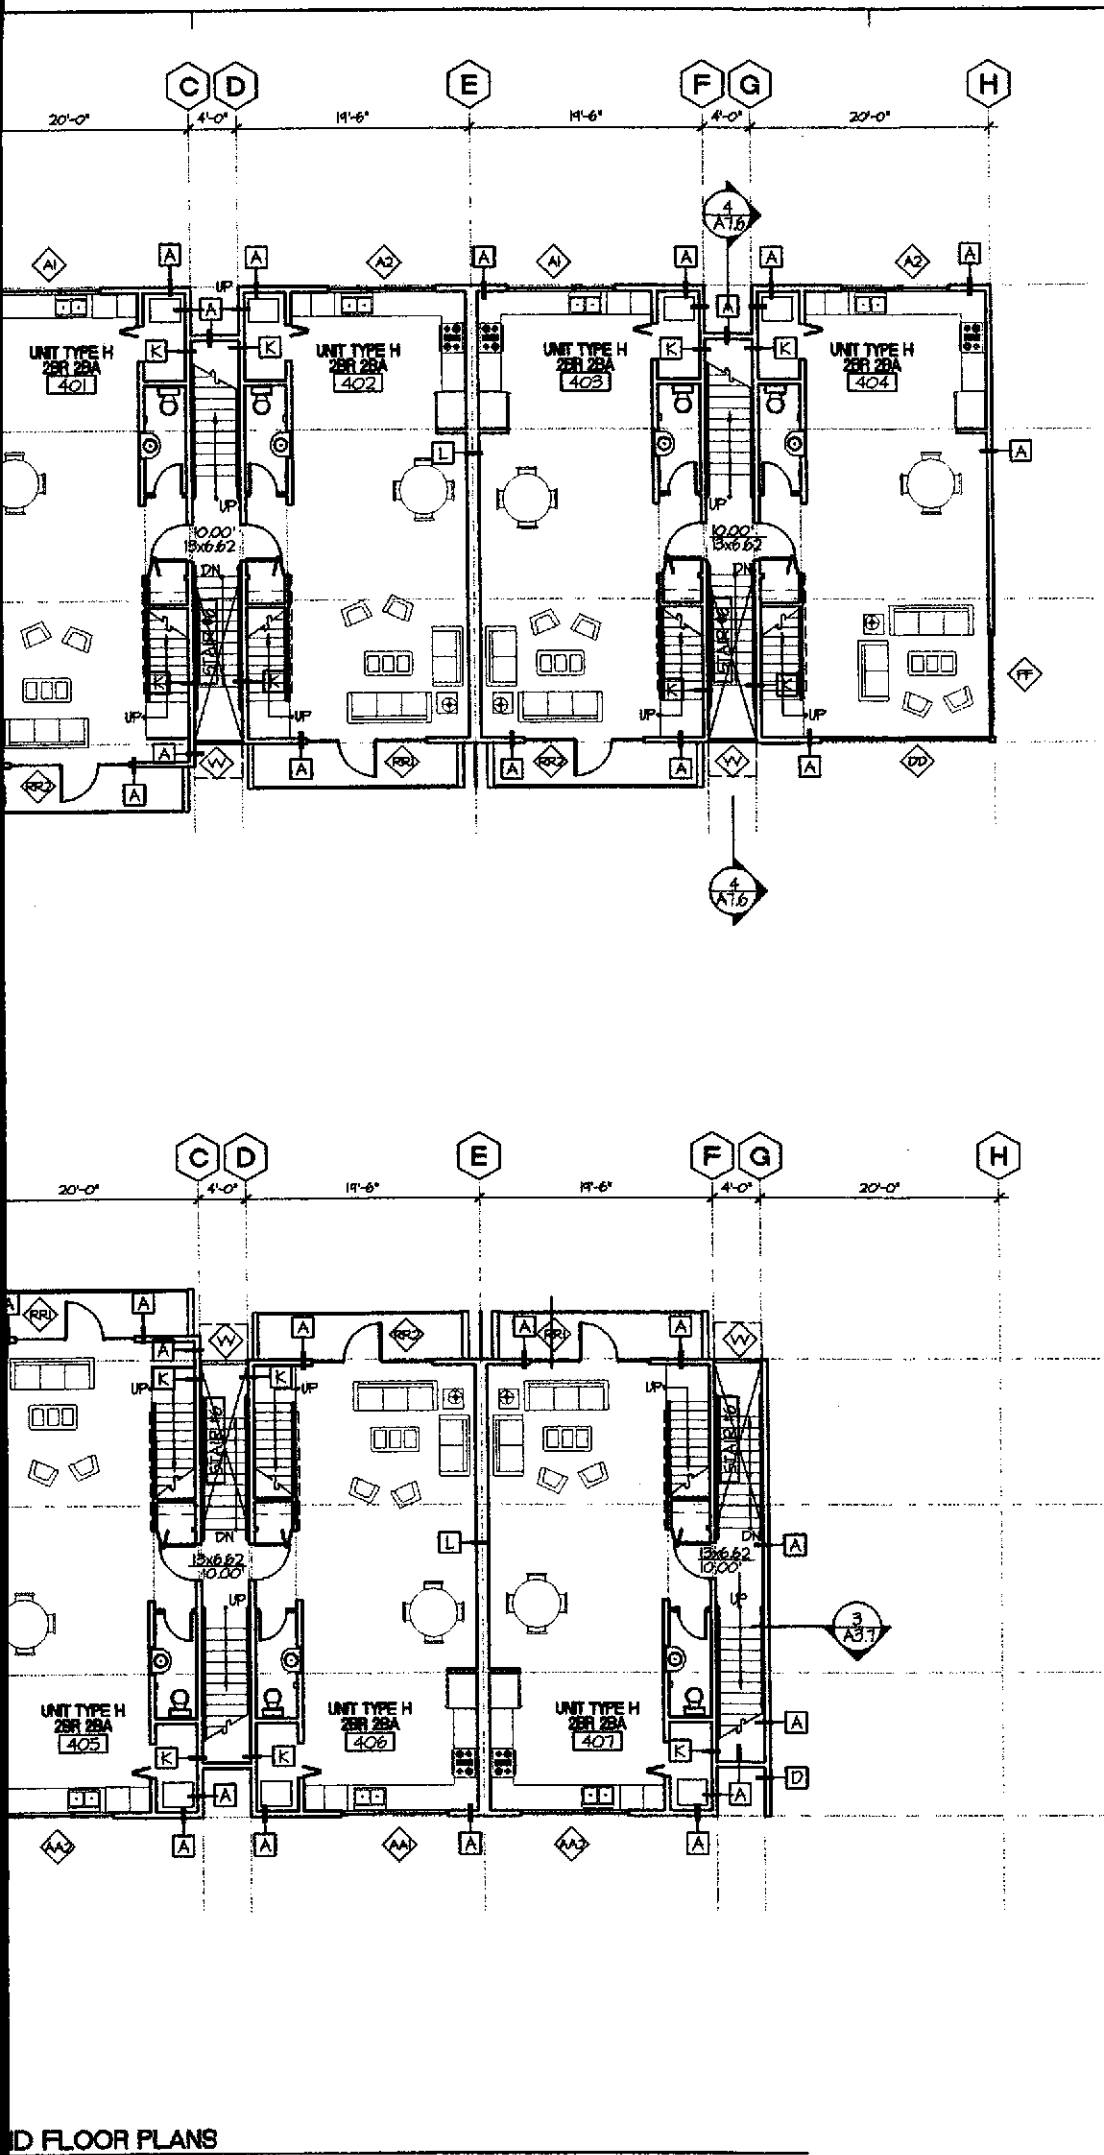 C D E F G H
20'-0" 4'-0" 19'-6" 19'-6" 4'-0" 20'-0"
4
A7.6
A1 A A A2 A A1 A A A2 A
UP
A A
K K K K
UNIT TYPE H
2BR 2BA
401
UNIT TYPE H
2BR 2BA
402
UNIT TYPE H
2BR 2BA
403
UNIT TYPE H
2BR 2BA
404
L A
UP UP
10.00'
13x6.62
10.00'
13x6.62
DN DN
STAIR
STAIR
K K K K
FF
UP UP UP UP
A W A RR1 A RR2 A W A DD
RR2 A
4
A7.6
C D E F G H
20'-0" 4'-0" 19'-6" 19'-6" 4'-0" 20'-0"
A RR1 A A RR2 A RR1 A W
A W
K K
UP UP UP
STAIR
STAIR
DN DN
L A
13x6.62
10.00'
13x6.62
10.00'
UP UP
3
A3.7
UNIT TYPE H
2BR 2BA
405
UNIT TYPE H
2BR 2BA
406
UNIT TYPE H
2BR 2BA
407
A
K K K
D
A A
AA2 A A AA1 A AA2 A
D FLOOR PLANS